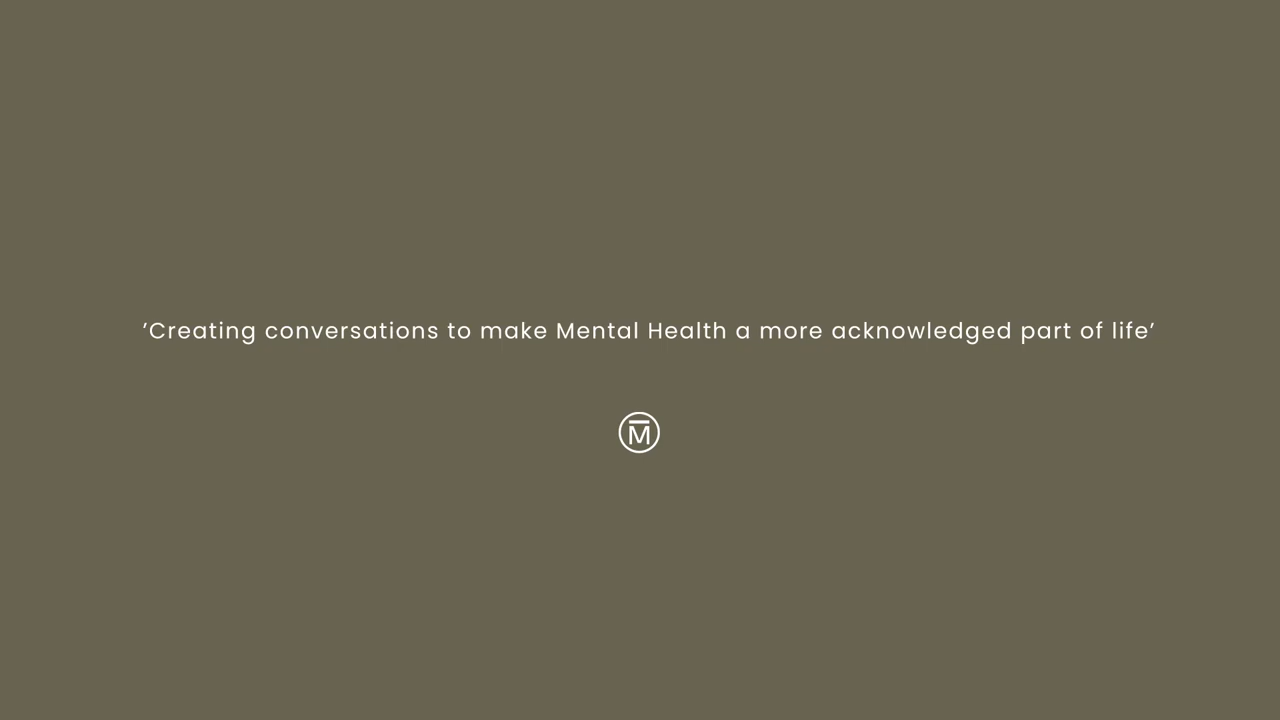 ’Creating conversations to make Mental Health a more acknowledged part of life’
M̅